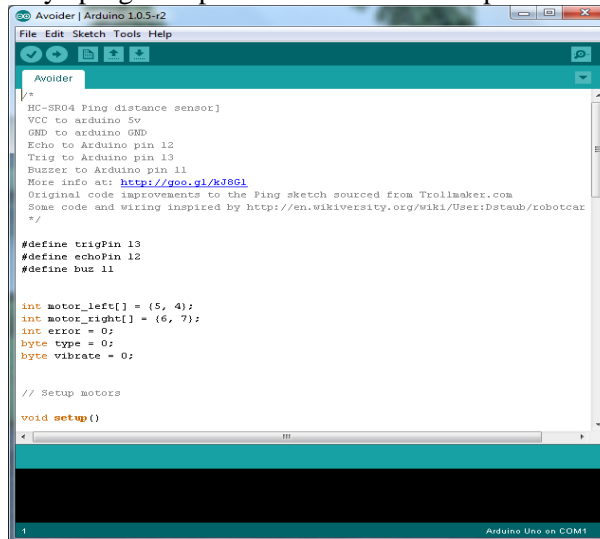 Avoider | Arduino 1.0.5-r2
File Edit Sketch Tools Help
Avoider
/*
HC-SR04 Ping distance sensor]
VCC to arduino 5v
GND to arduino GND
Echo to Arduino pin 12
Trig to Arduino pin 13
Buzzer to Arduino pin 11
More info at: http://goo.gl/kJ8Gl
Original code improvements to the Ping sketch sourced from Trollmaker.com
Some code and wiring inspired by http://en.wikiversity.org/wiki/User:Dstaub/robotcar
*/
#define trigPin 13
#define echoPin 12
#define buz 11
int motor_left[] = {5, 4};
int motor_right[] = {6, 7};
int error = 0;
byte type = 0;
byte vibrate = 0;
// Setup motors
void setup()
1
Arduino Uno on COM1